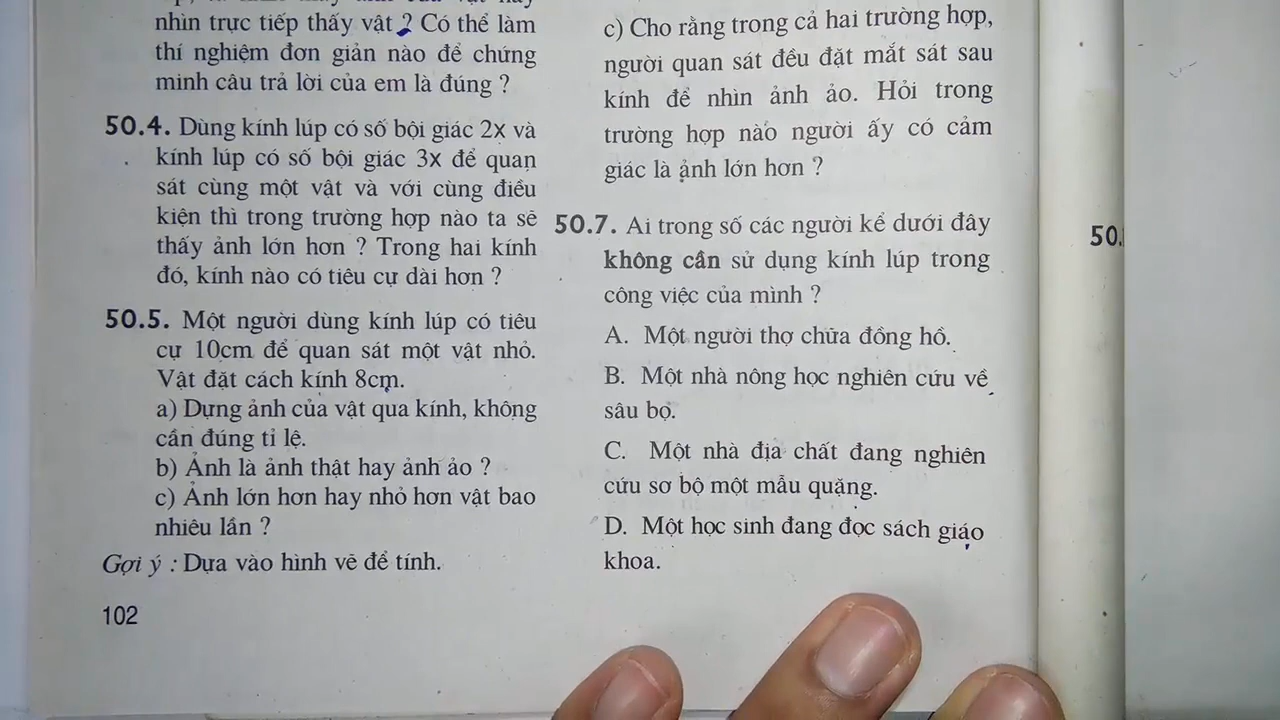 nhìn trực tiếp thấy vật ? Có thể làm
thí nghiệm đơn giản nào để chứng
minh câu trả lời của em là đúng ?
50.4. Dùng kính lúp có số bội giác 2x và
kính lúp có số bội giác 3x để quan
sát cùng một vật và với cùng điều
kiện thì trong trường hợp nào ta sẽ
thấy ảnh lớn hơn ? Trong hai kính
đó, kính nào có tiêu cự dài hơn ?
50.5. Một người dùng kính lúp có tiêu
cự 10cm để quan sát một vật nhỏ.
Vật đặt cách kính 8cm.
a) Dựng ảnh của vật qua kính, không
cần đúng tỉ lệ.
b) Ảnh là ảnh thật hay ảnh ảo ?
c) Ảnh lớn hơn hay nhỏ hơn vật bao
nhiêu lần ?
Gợi ý : Dựa vào hình vẽ để tính.
102
c) Cho rằng trong cả hai trường hợp,
người quan sát đều đặt mắt sát sau
kính để nhìn ảnh ảo. Hỏi trong
trường hợp nào người ấy có cảm
giác là ảnh lớn hơn ?
50.7. Ai trong số các người kể dưới đây
không cần sử dụng kính lúp trong
công việc của mình ?
A. Một người thợ chữa đồng hồ.
B. Một nhà nông học nghiên cứu về
sâu bọ.
C. Một nhà địa chất đang nghiên
cứu sơ bộ một mẫu quặng.
D. Một học sinh đang đọc sách giáo
khoa.
50.